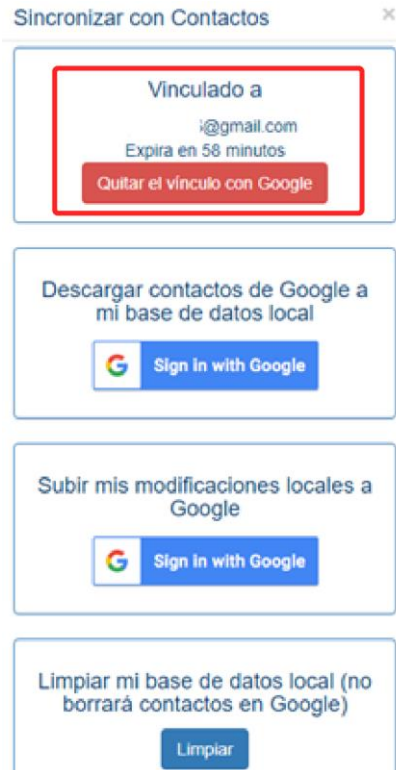 Sincronizar con Contactos ×
Vinculado a
@gmail.com
Expira en 58 minutos
Quitar el vínculo con Google
Descargar contactos de Google a
mi base de datos local
G Sign in with Google
Subir mis modificaciones locales a
Google
G Sign in with Google
Limpiar mi base de datos local (no
borrará contactos en Google)
Limpiar